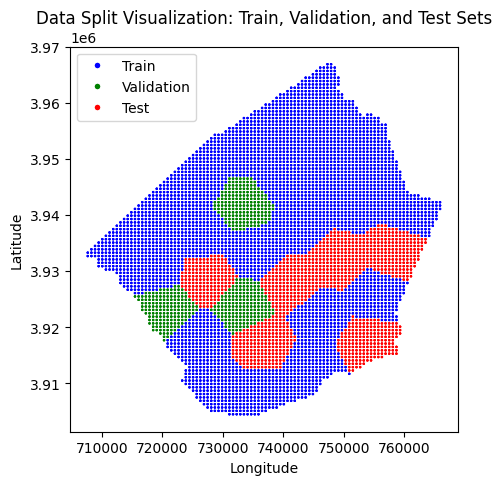 Data Split Visualization: Train, Validation, and Test Sets
1e6
3.97
3.96
3.95
3.94
3.93
3.92
3.91
Train
Validation
Test
Latitude
710000 720000 730000 740000 750000 760000
Longitude